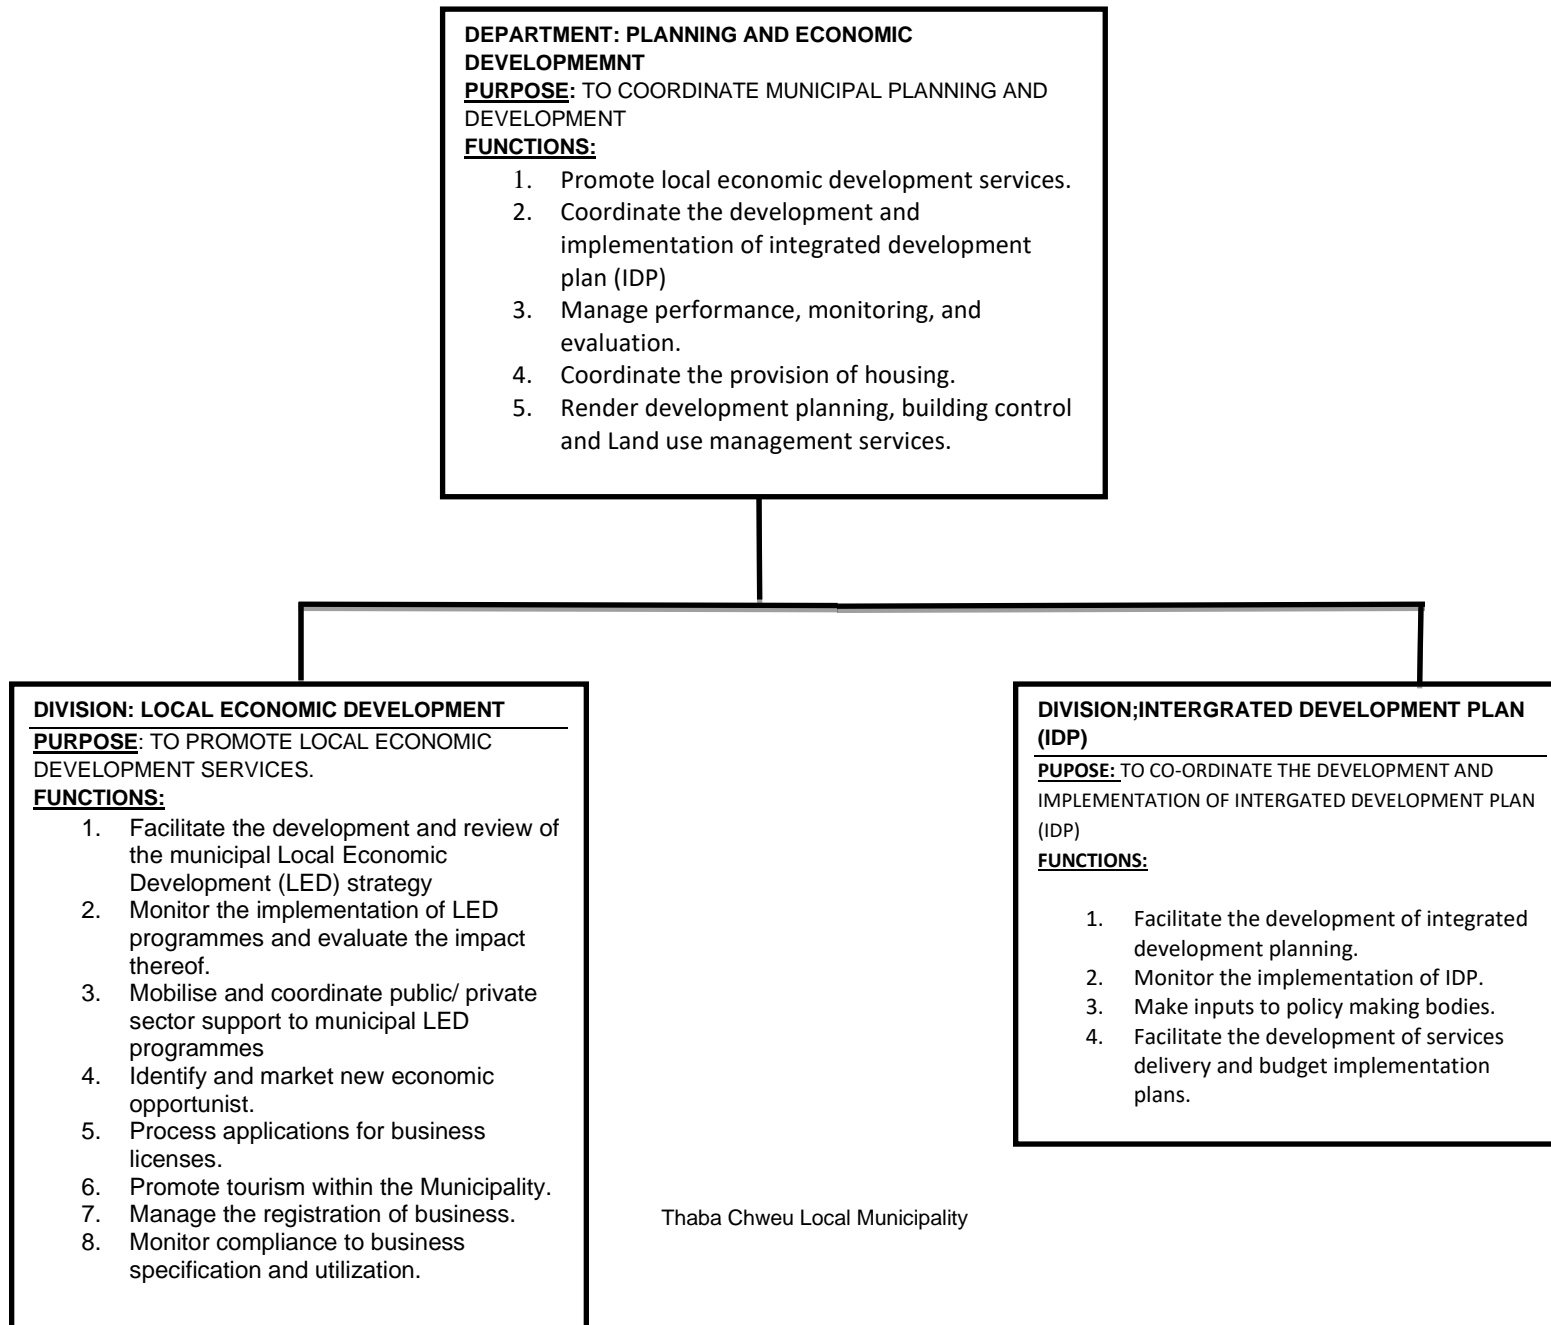 DEPARTMENT: PLANNING AND ECONOMIC
DEVELOPMEMNT
PURPOSE: TO COORDINATE MUNICIPAL PLANNING AND
DEVELOPMENT
FUNCTIONS:
1. Promote local economic development services.
2. Coordinate the development and
implementation of integrated development
plan (IDP)
3. Manage performance, monitoring, and
evaluation.
4. Coordinate the provision of housing.
5. Render development planning, building control
and Land use management services.
DIVISION: LOCAL ECONOMIC DEVELOPMENT
PURPOSE: TO PROMOTE LOCAL ECONOMIC
DEVELOPMENT SERVICES.
FUNCTIONS:
1. Facilitate the development and review of
the municipal Local Economic
Development (LED) strategy
2. Monitor the implementation of LED
programmes and evaluate the impact
thereof.
3. Mobilise and coordinate public/ private
sector support to municipal LED
programmes
4. Identify and market new economic
opportunist.
5. Process applications for business
licenses.
6. Promote tourism within the Municipality.
7. Manage the registration of business.
8. Monitor compliance to business
specification and utilization.
DIVISION;INTERGRATED DEVELOPMENT PLAN
(IDP)
PUPOSE: TO CO-ORDINATE THE DEVELOPMENT AND
IMPLEMENTATION OF INTERGATED DEVELOPMENT PLAN
(IDP)
FUNCTIONS:
1. Facilitate the development of integrated
development planning.
2. Monitor the implementation of IDP.
3. Make inputs to policy making bodies.
4. Facilitate the development of services
delivery and budget implementation
plans.
Thaba Chweu Local Municipality